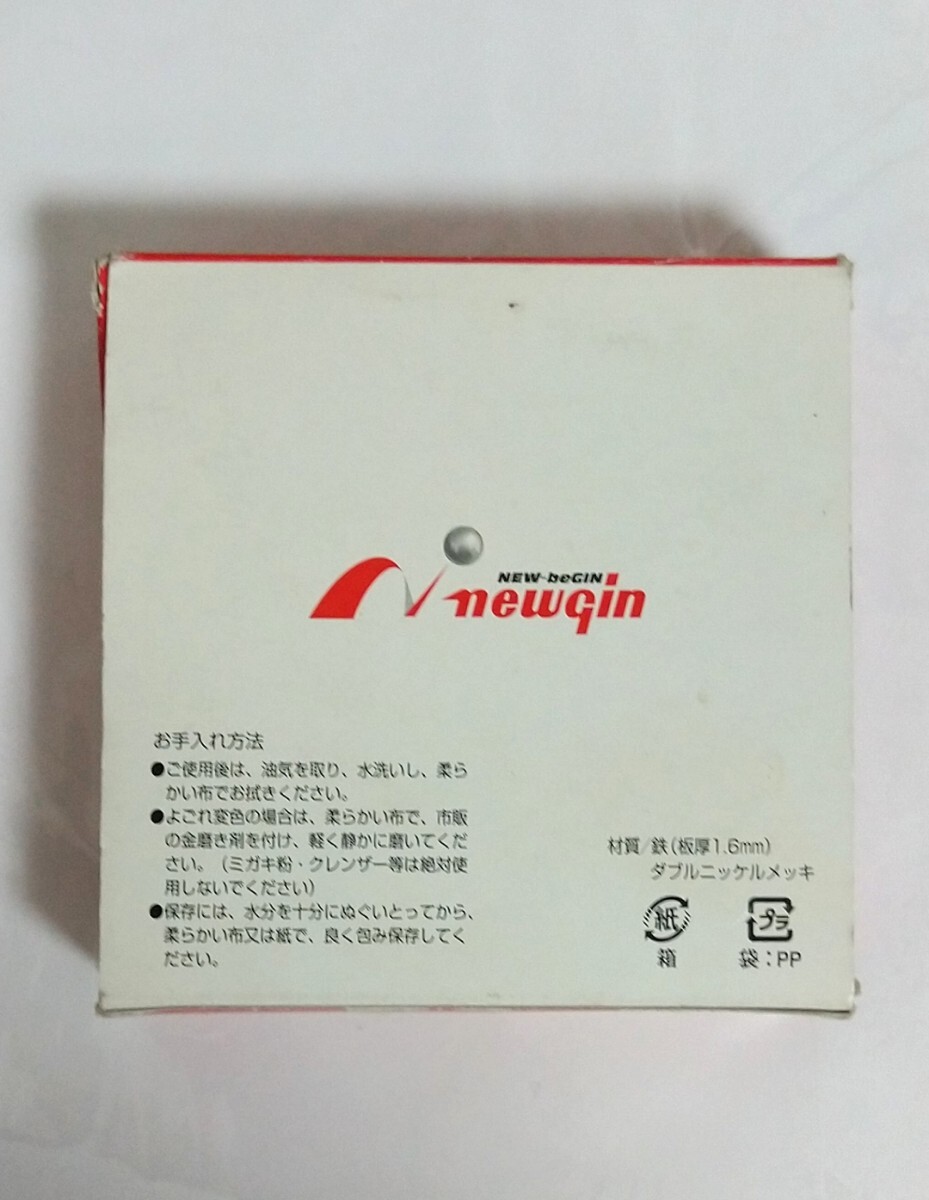 NEW-beGIN
newgin
お手入れ方法
●ご使用後は、油気を取り、水洗いし、柔ら
かい布でお拭きください。
●よごれ変色の場合は、柔らかい布で、市販
の金磨き剤を付け、軽く静かに磨いてくだ
さい。（ミガキ粉・クレンザー等は絶対使
用しないでください）
●保存には、水分を十分にぬぐいとってから、
柔らかい布又は紙で、良く包み保存してく
ださい。
材質/鉄（板厚1.6mm）
ダブルニッケルメッキ
紙 プラ
箱 袋：PP